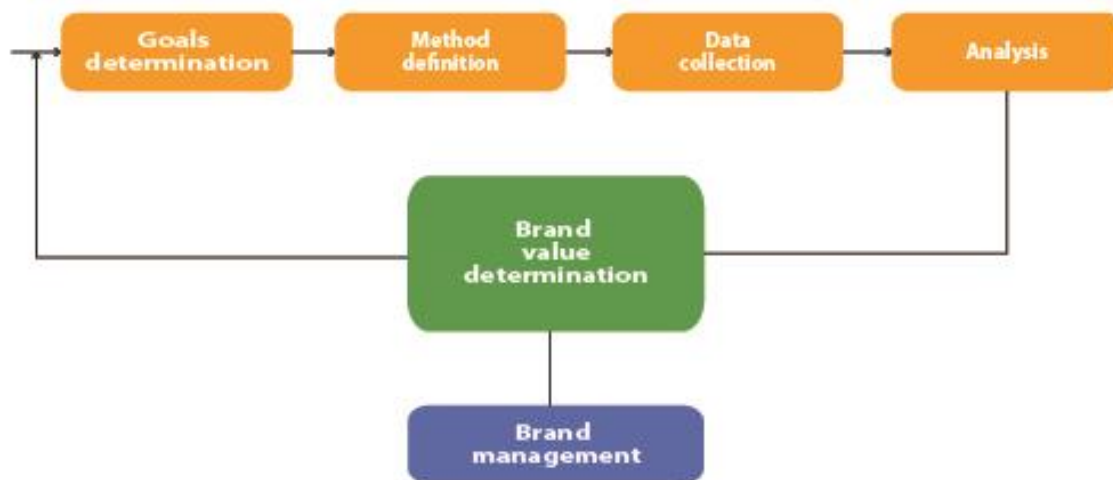 Goals
determination
Method
definition
Data
collection
Analysis
Brand
value
determination
Brand
management